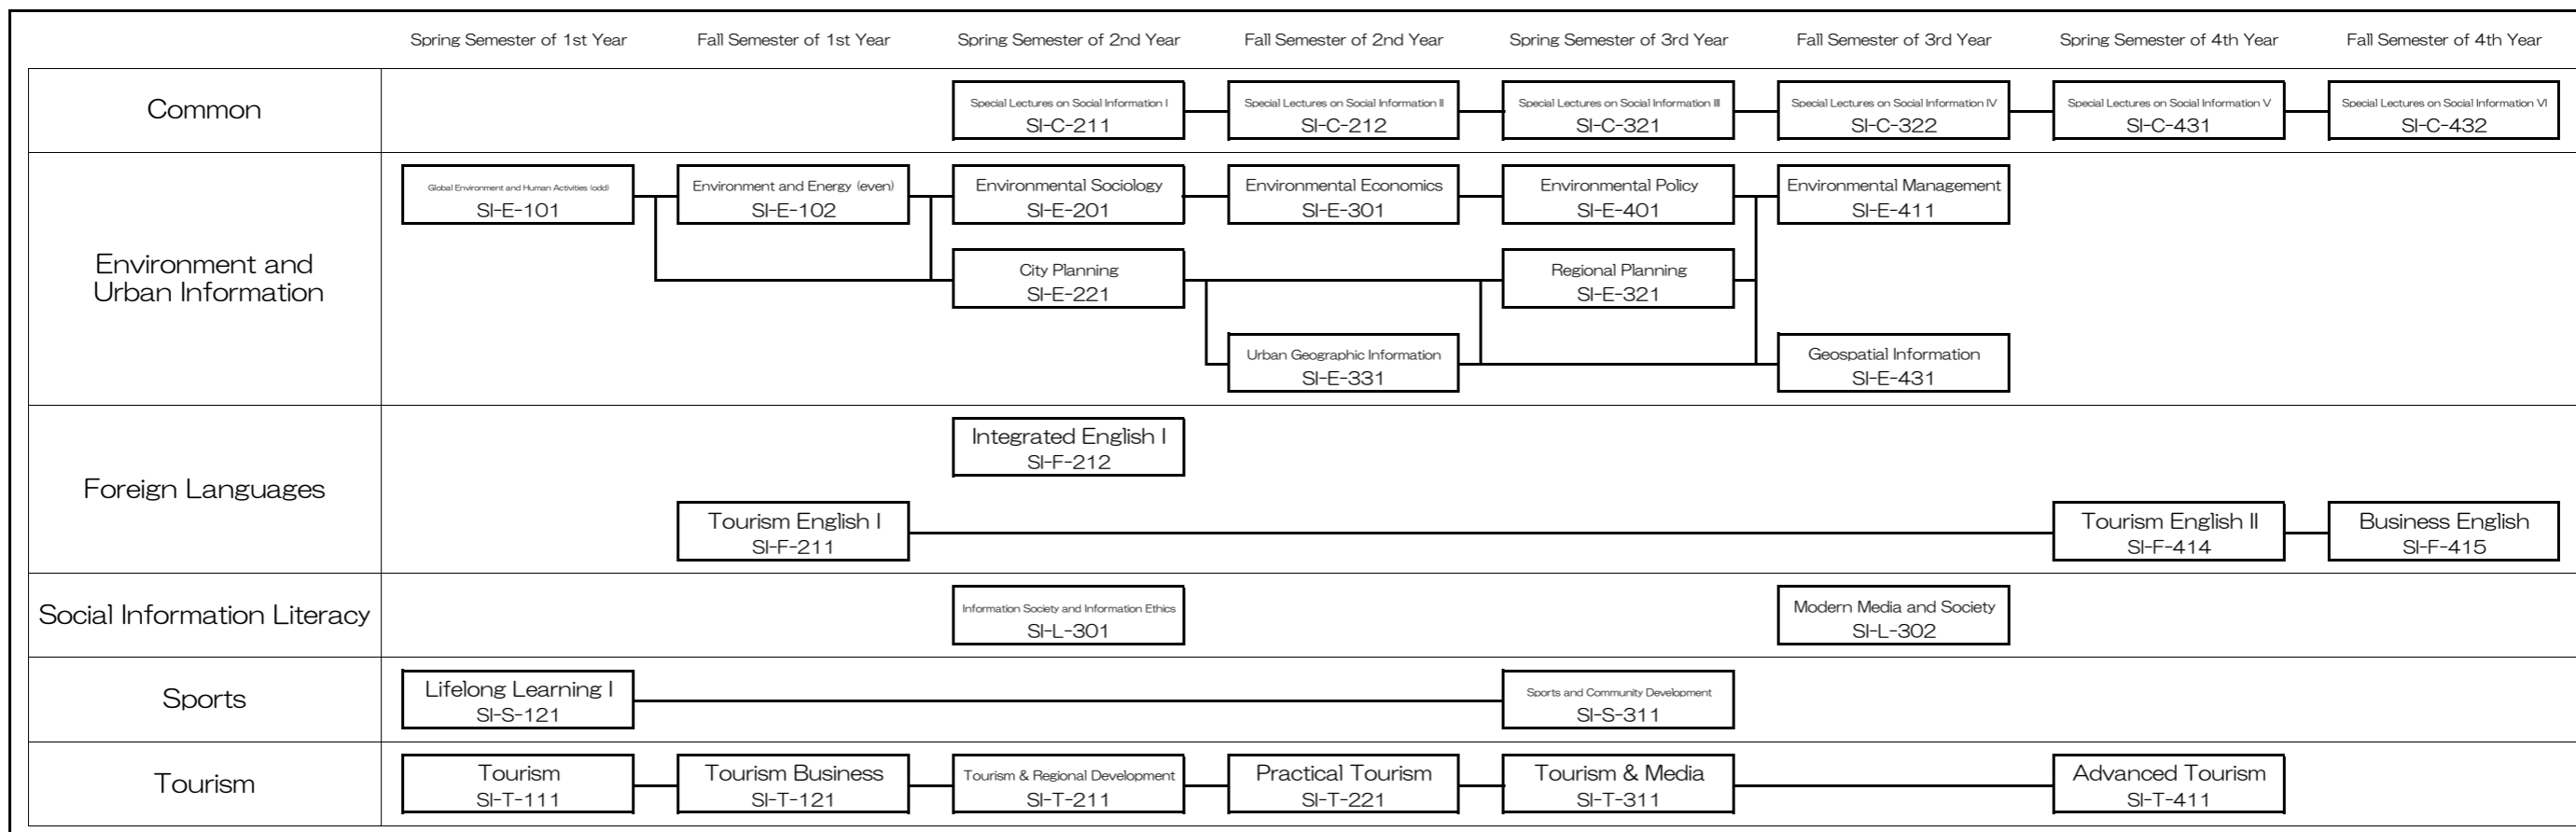 Spring Semester of 1st Year
Fall Semester of 1st Year
Spring Semester of 2nd Year
Fall Semester of 2nd Year
Spring Semester of 3rd Year
Fall Semester of 3rd Year
Spring Semester of 4th Year
Fall Semester of 4th Year
Common
Special Lectures on Social Information I
SI-C-211
Special Lectures on Social Information II
SI-C-212
Special Lectures on Social Information III
SI-C-321
Special Lectures on Social Information IV
SI-C-322
Special Lectures on Social Information V
SI-C-431
Special Lectures on Social Information VI
SI-C-432
Environment and
Urban Information
Global Environment and Human Activities (odd)
SI-E-101
Environment and Energy (even)
SI-E-102
Environmental Sociology
SI-E-201
Environmental Economics
SI-E-301
Environmental Policy
SI-E-401
Environmental Management
SI-E-411
City Planning
SI-E-221
Regional Planning
SI-E-321
Urban Geographic Information
SI-E-331
Geospatial Information
SI-E-431
Foreign Languages
Integrated English I
SI-F-212
Tourism English I
SI-F-211
Tourism English II
SI-F-414
Business English
SI-F-415
Social Information Literacy
Information Society and Information Ethics
SI-L-301
Modern Media and Society
SI-L-302
Sports
Lifelong Learning I
SI-S-121
Sports and Community Development
SI-S-311
Tourism
Tourism
SI-T-111
Tourism Business
SI-T-121
Tourism & Regional Development
SI-T-211
Practical Tourism
SI-T-221
Tourism & Media
SI-T-311
Advanced Tourism
SI-T-411